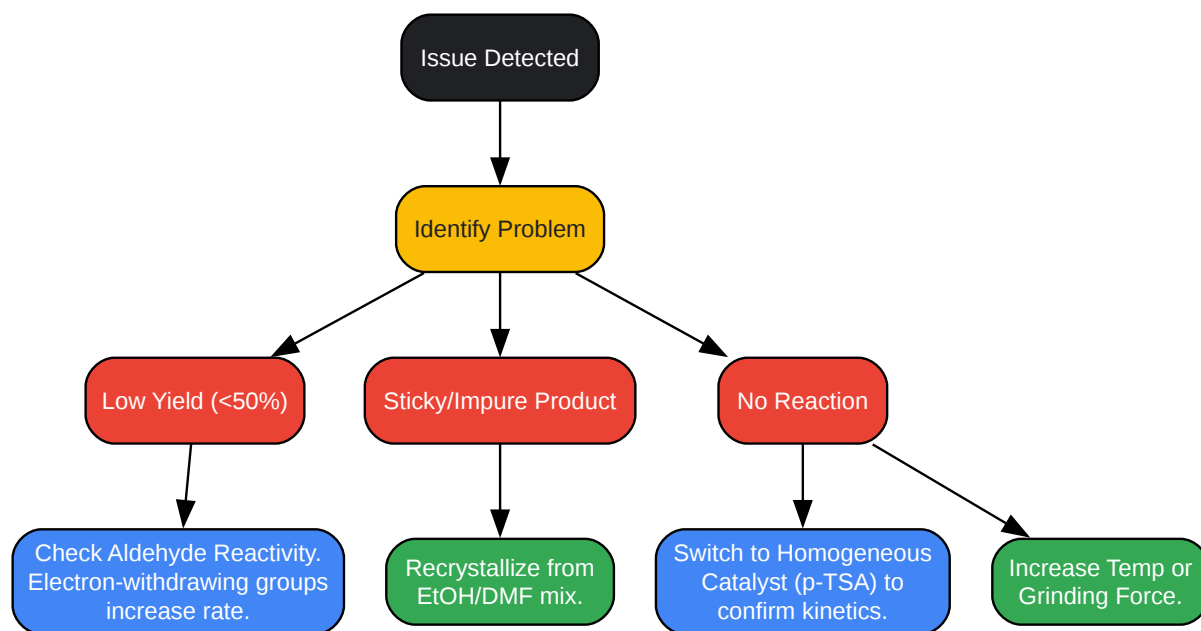 Issue Detected
Identify Problem
Low Yield (<50%)
Sticky/Impure Product
No Reaction
Check Aldehyde Reactivity.
Electron-withdrawing groups
increase rate.
Recrystallize from
EtOH/DMF mix.
Switch to Homogeneous
Catalyst (p-TSA) to
confirm kinetics.
Increase Temp or
Grinding Force.